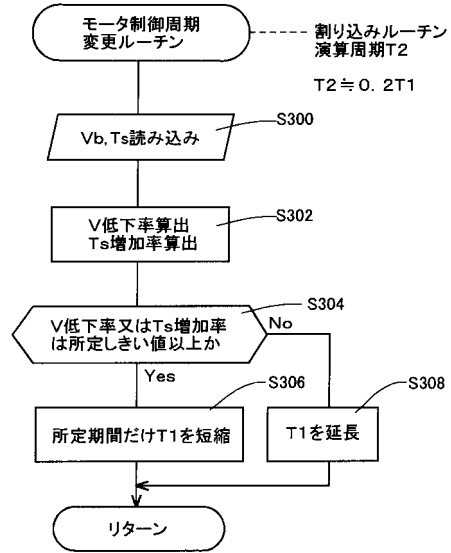 モータ制御周期
変更ルーチン
割り込みルーチン
演算周期T2
T2≒0.2T1
S300
Vb,Ts読み込み
S302
V低下率算出
Ts増加率算出
S304
V低下率又はTs増加率
は所定しきい値以上か
No
Yes
S306
S308
所定期間だけT1を短縮
T1を延長
リターン